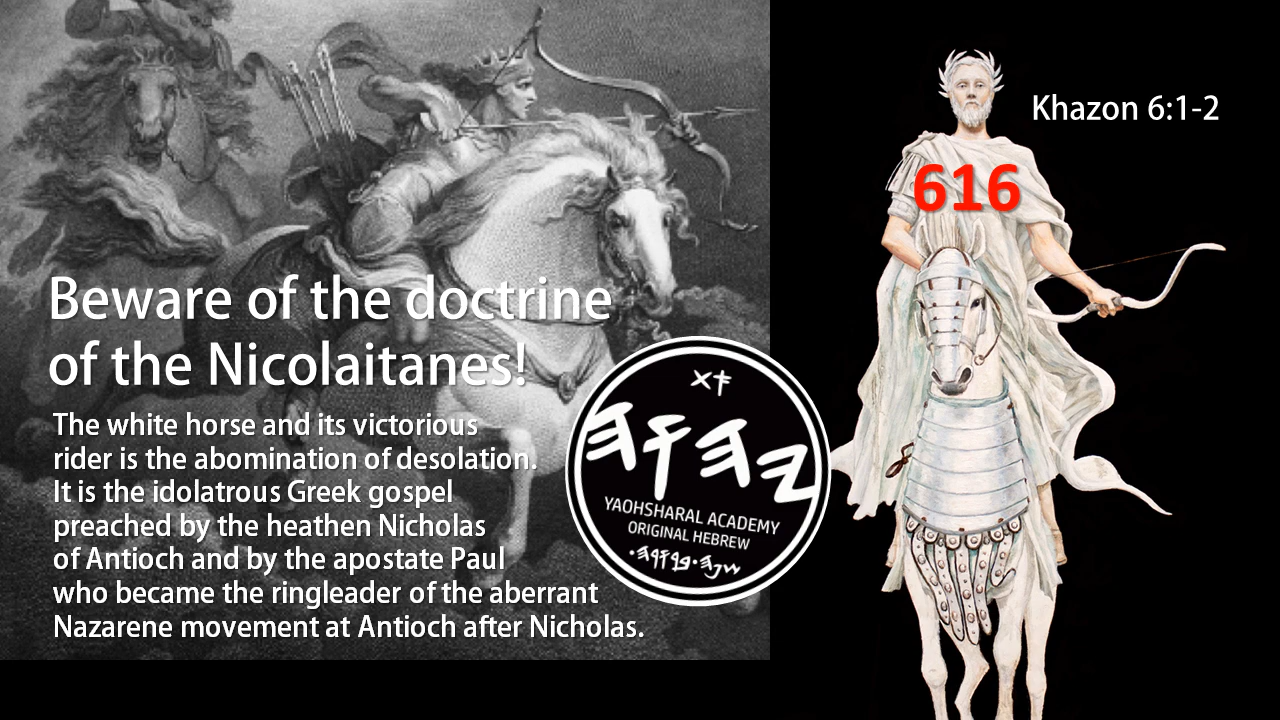 Khazon 6:1-2
616
Beware of the doctrine
of the Nicolaitanes!
The white horse and its victorious
rider is the abomination of desolation.
It is the idolatrous Greek gospel
preached by the heathen Nicholas
of Antioch and by the apostate Paul
who became the ringleader of the aberrant
Nazarene movement at Antioch after Nicholas.
𐤉𐤄𐤅𐤄
YAOHSHARAL ACADEMY
ORIGINAL HEBREW